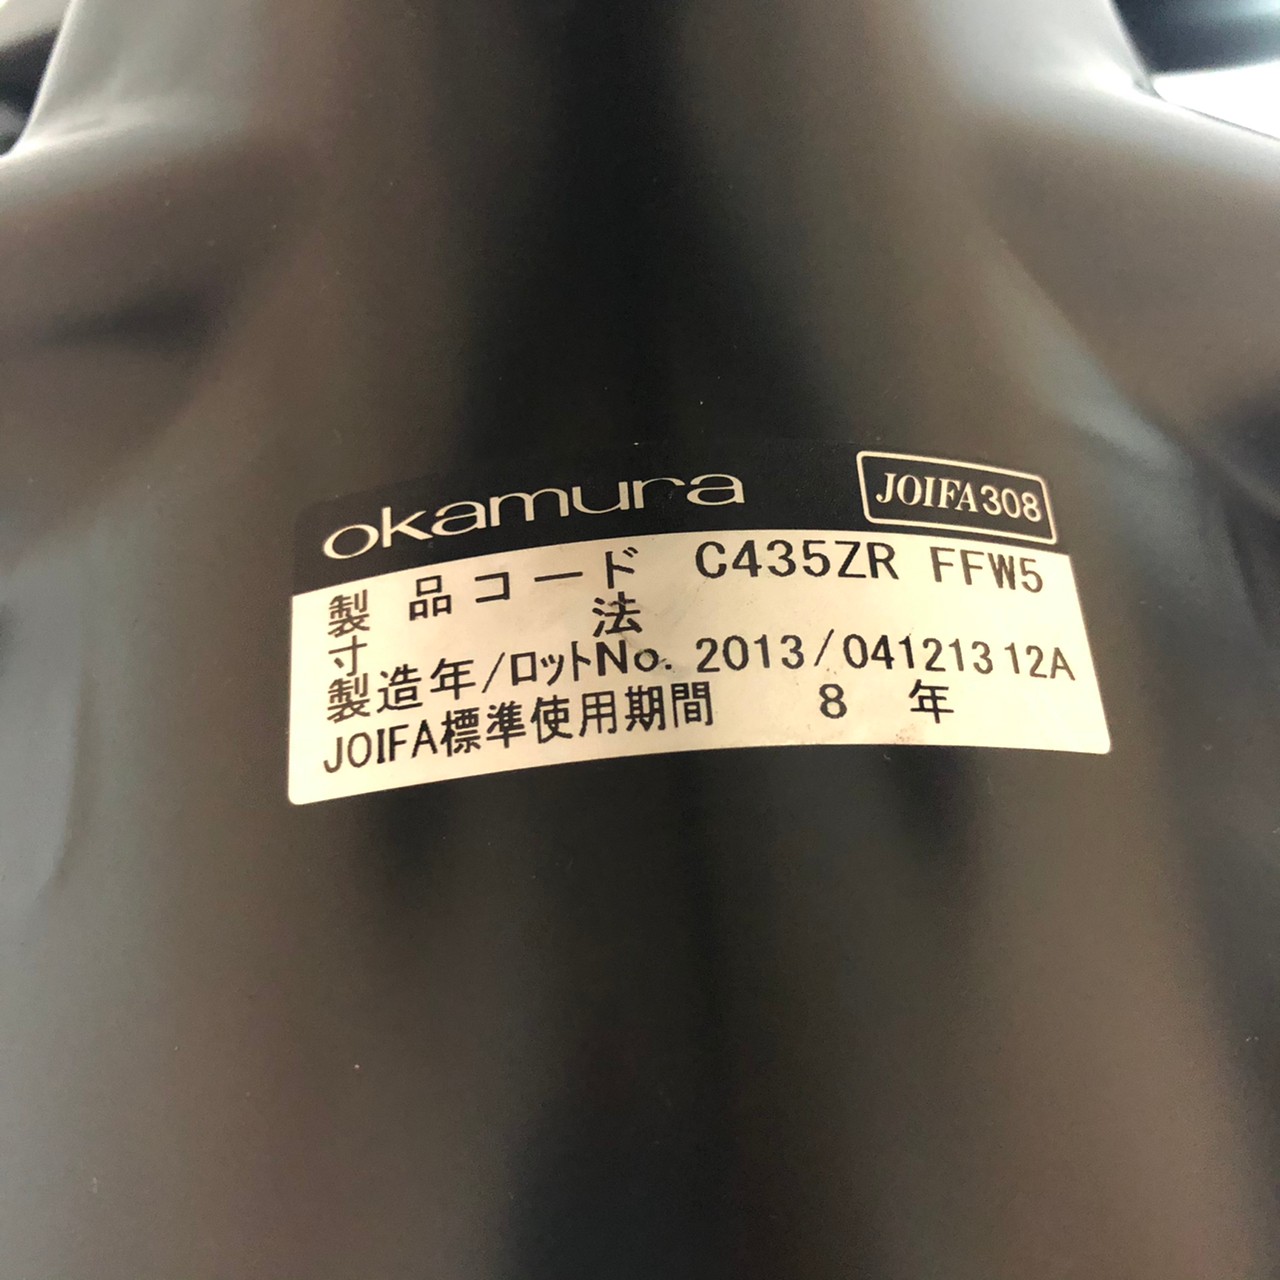 okamura JOIFA308
製品コード C435ZR FFW5
寸法
製造年/ロットNo. 2013/04121312A
JOIFA標準使用期間 8年